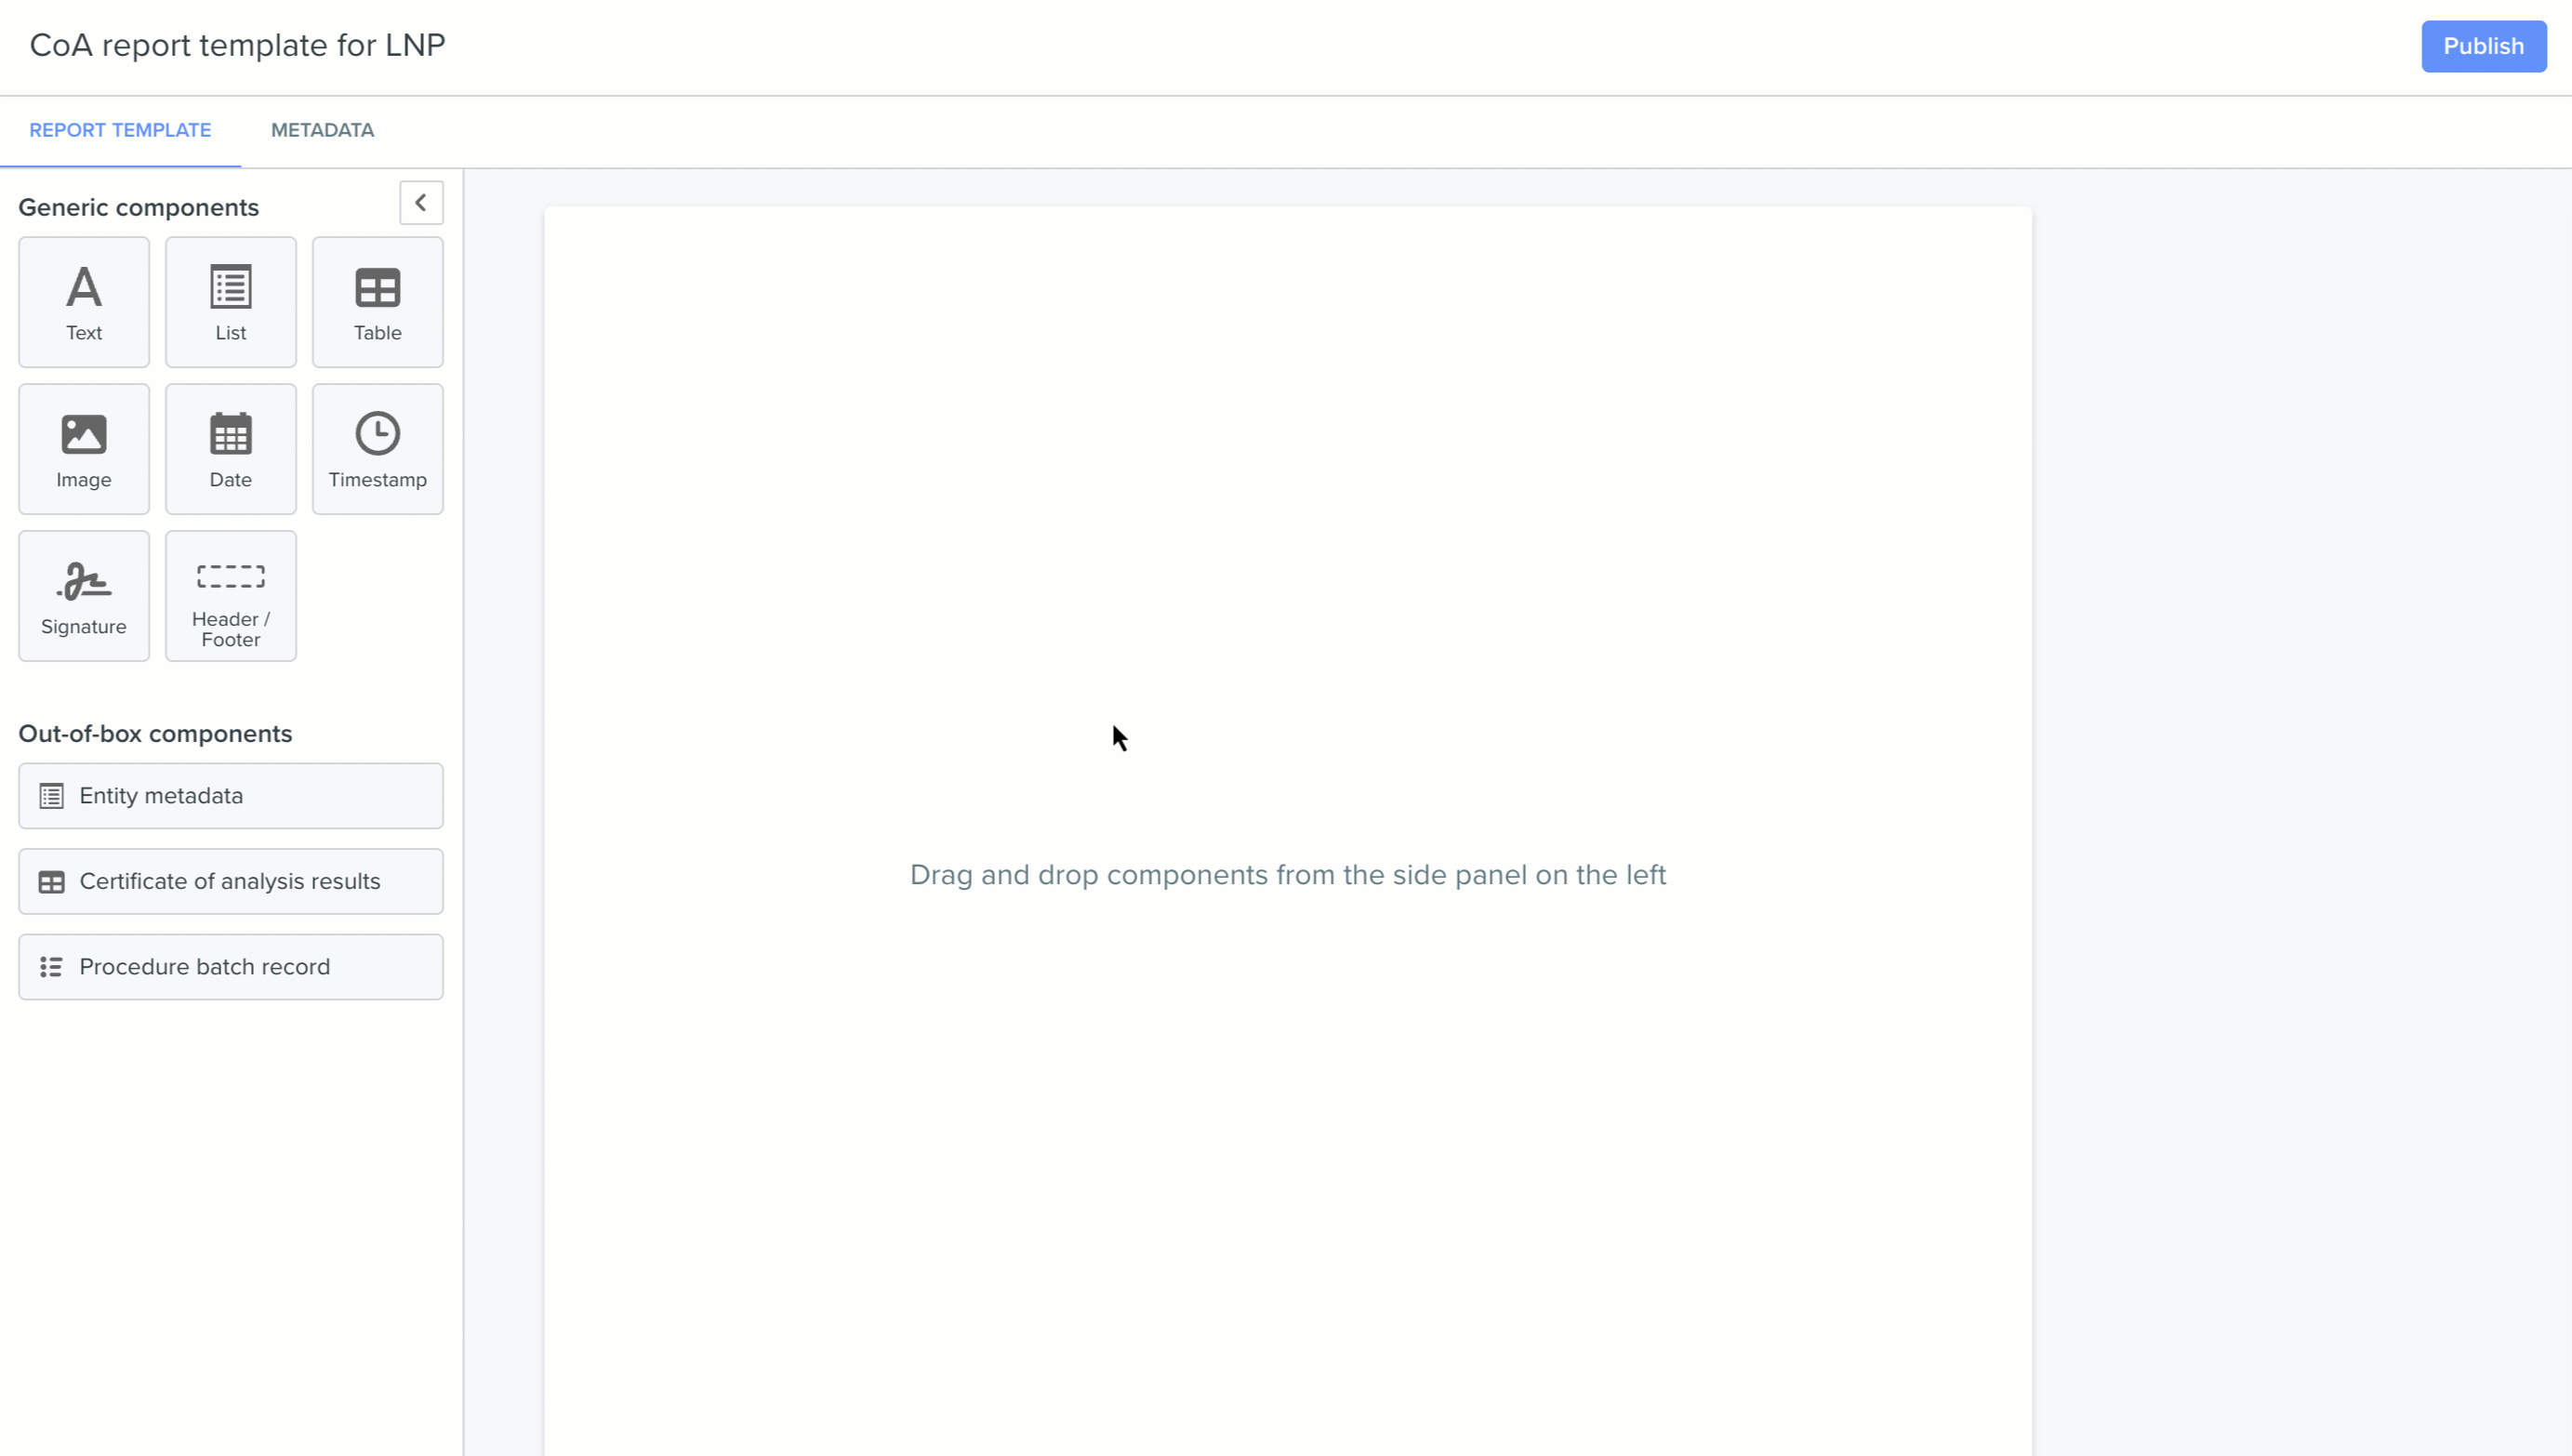 CoA report template for LNP
Publish
REPORT TEMPLATE
METADATA
Generic components
Text
List
Table
Image
Date
Timestamp
Signature
Header /
Footer
Out-of-box components
Entity metadata
Certificate of analysis results
Procedure batch record
Drag and drop components from the side panel on the left